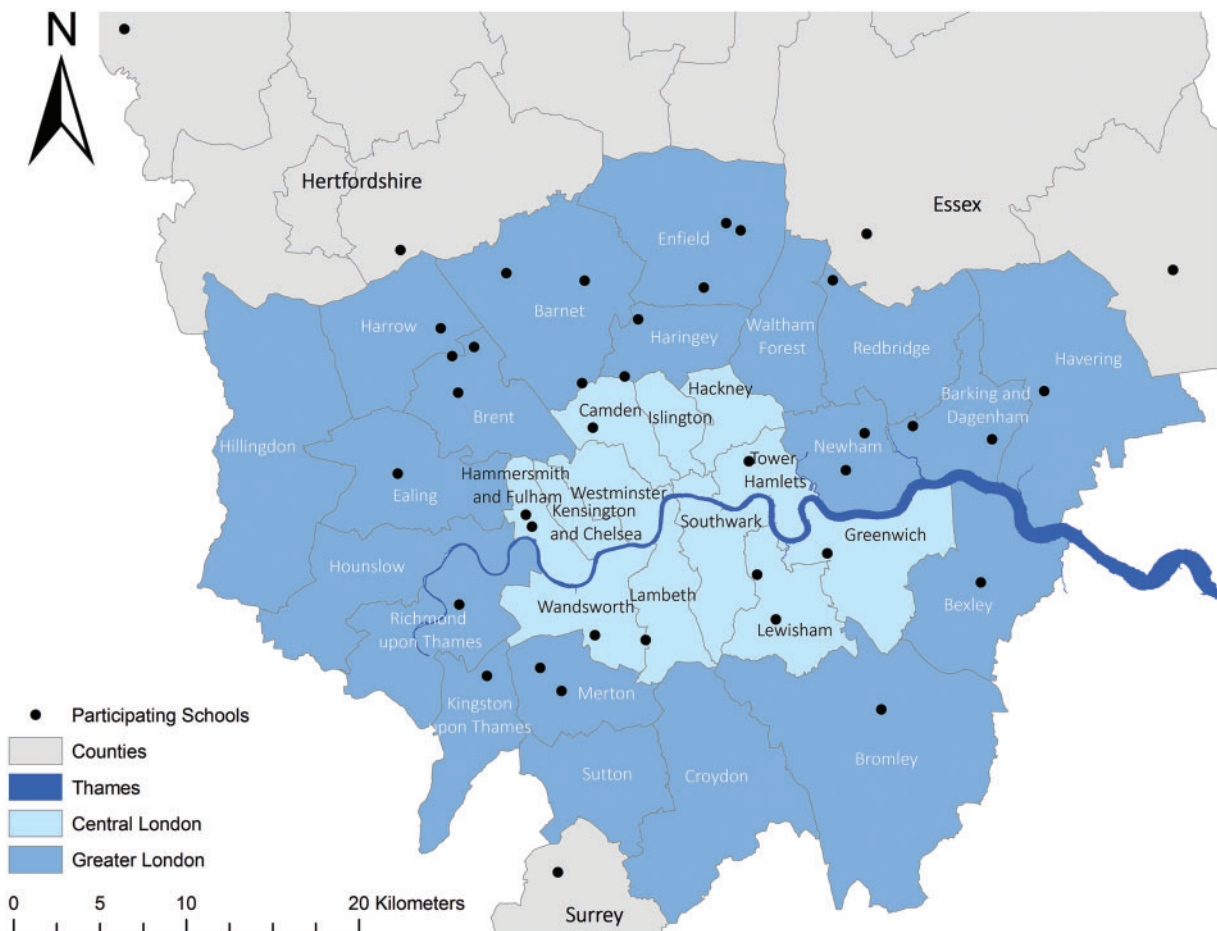 N
Hertfordshire
Essex
Enfield
Barnet
Harrow
Haringey
Waltham
Forest
Redbridge
Havering
Hackney
Barking and
Dagenham
Camden
Islington
Brent
Hillingdon
Newham
Tower
Hamlets
Hammersmith
and Fulham
Ealing
Westminster
Kensington
and Chelsea
Southwark
Greenwich
Hounslow
Bexley
Lambeth
Wandsworth
Richmond
upon Thames
Lewisham
Merton
Kingston
upon Thames
Bromley
Sutton
Croydon
Surrey
Participating Schools
Counties
Thames
Central London
Greater London
0 5 10 20 Kilometers